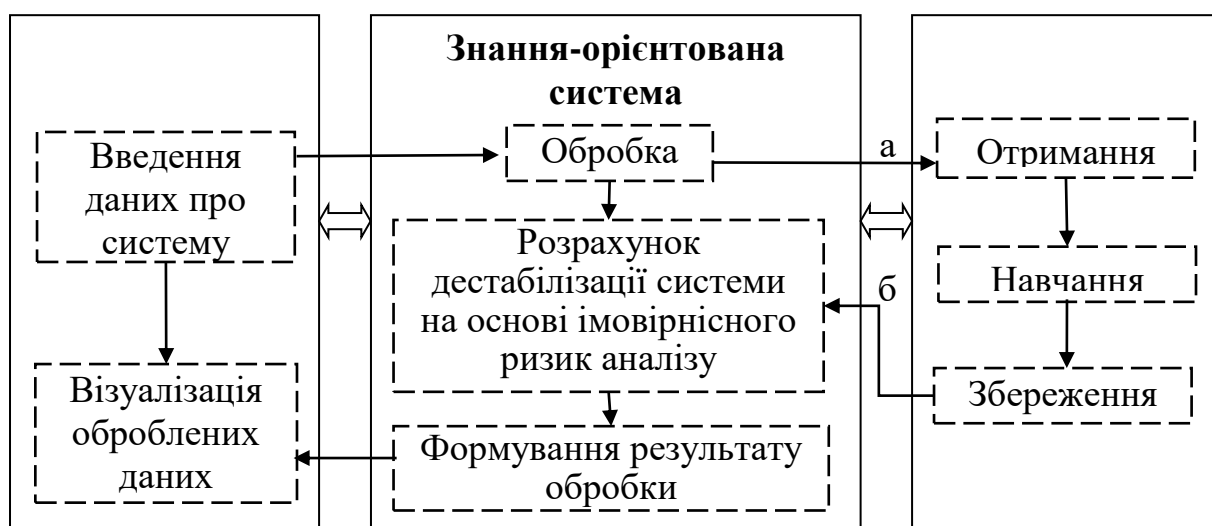 Знання-орієнтована
система
Введення
даних про
систему
Візуалізація
оброблених
даних
Обробка
Розрахунок
дестабілізації системи
на основі імовірнісного
ризик аналізу
Формування результату
обробки
а
б
Отримання
Навчання
Збереження